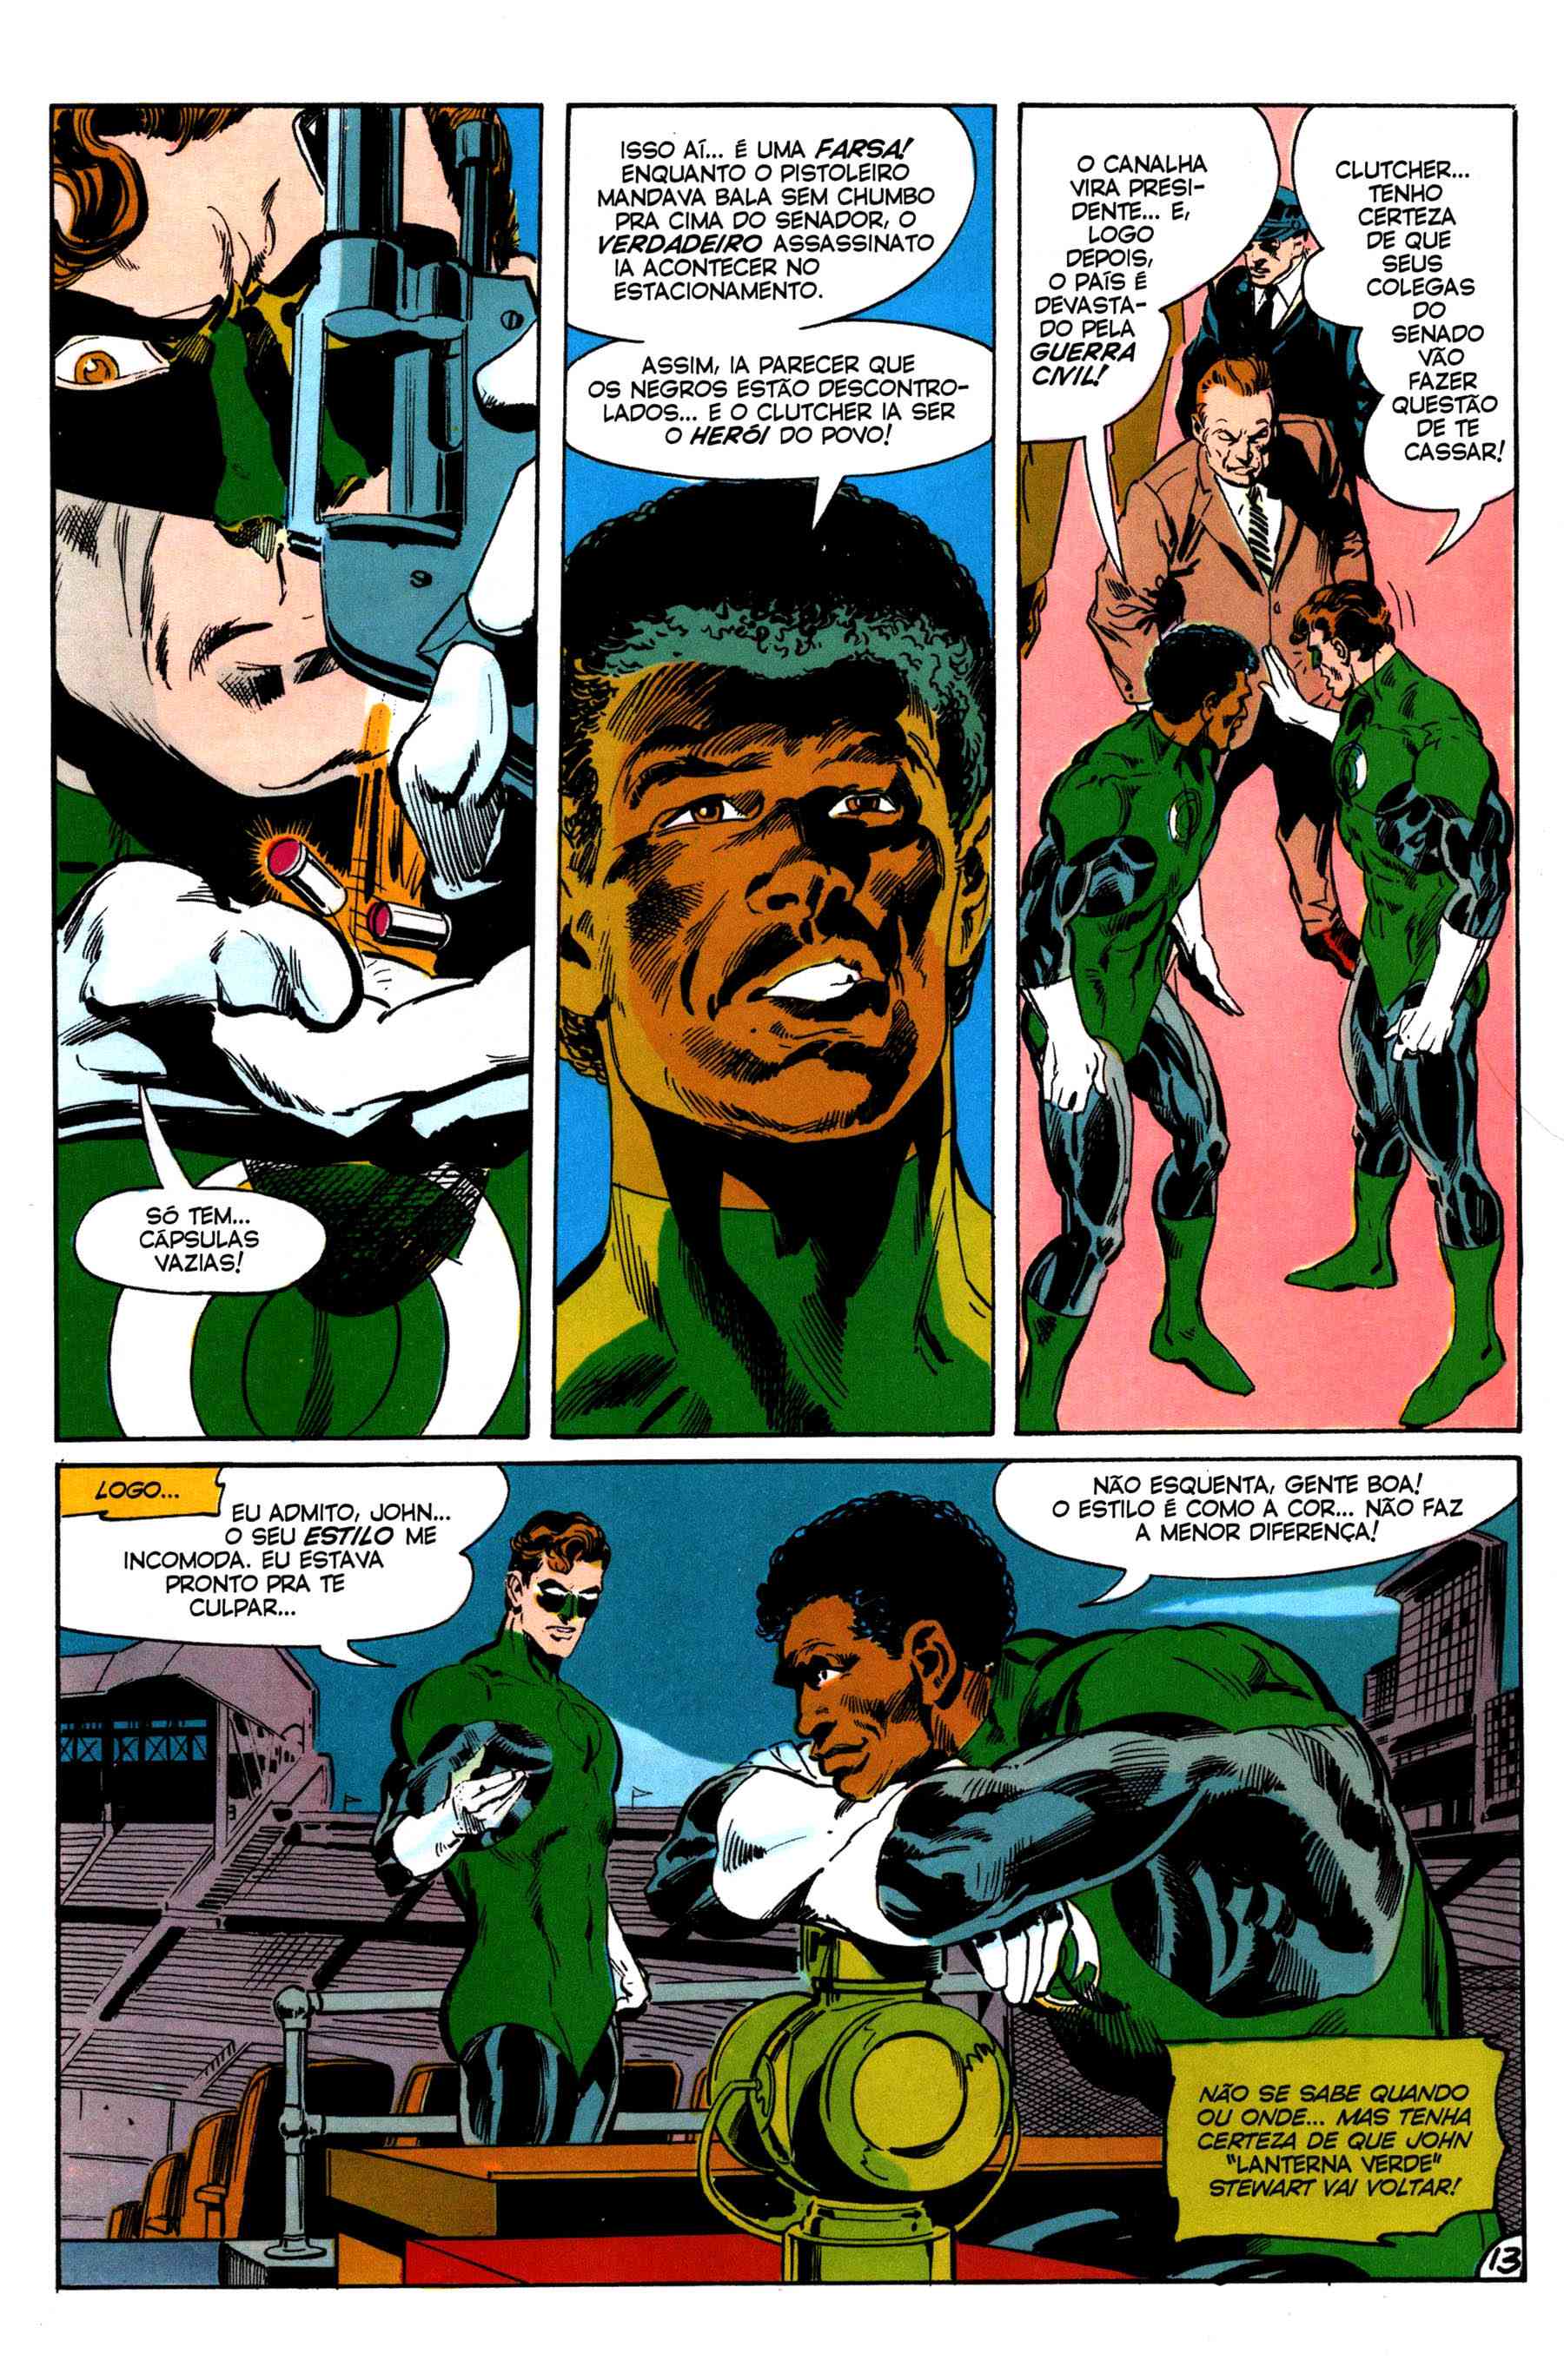 SÓ TEM...
CÁPSULAS
VAZIAS!
ISSO AÍ... É UMA FARSA!
ENQUANTO O PISTOLEIRO
MANDAVA BALA SEM CHUMBO
PRA CIMA DO SENADOR, O
VERDADEIRO ASSASSINATO
IA ACONTECER NO
ESTACIONAMENTO.
ASSIM, IA PARECER QUE
OS NEGROS ESTÃO DESCONTRO-
LADOS... E O CLUTCHER IA SER
O HERÓI DO POVO!
O CANALHA
VIRA PRESI-
DENTE... E,
LOGO
DEPOIS,
O PAÍS É
DEVASTA-
DO PELA
GUERRA
CIVIL!
CLUTCHER...
TENHO
CERTEZA
DE QUE
SEUS
COLEGAS
DO
SENADO
VÃO
FAZER
QUESTÃO
DE TE
CASSAR!
LOGO...
EU ADMITO, JOHN...
O SEU ESTILO ME
INCOMODA. EU ESTAVA
PRONTO PRA TE
CULPAR...
NÃO ESQUENTA, GENTE BOA!
O ESTILO É COMO A COR... NÃO FAZ
A MENOR DIFERENÇA!
NÃO SE SABE QUANDO
OU ONDE... MAS TENHA
CERTEZA DE QUE JOHN
"LANTERNA VERDE"
STEWART VAI VOLTAR!
13